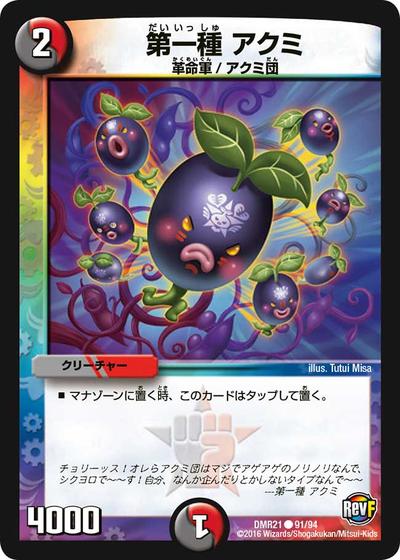 2
だいいっしゅ
第一種 アクミ
かくめいぐん だん
革命軍 / アクミ団
illus. Tutui Misa
クリーチャー
■ マナゾーンに置く時、このカードはタップして置く。
チョリーッス！オレらアクミ団はマジでアゲアゲのノリノリなんで、
シクヨロで〜〜す！自分、なんか企んだりとかしないタイプなんで〜〜
---第一種 アクミ
4000
1
DMR21 ● 91/94
©2016 Wizards/Shogakukan/Mitsui-Kids
RevF